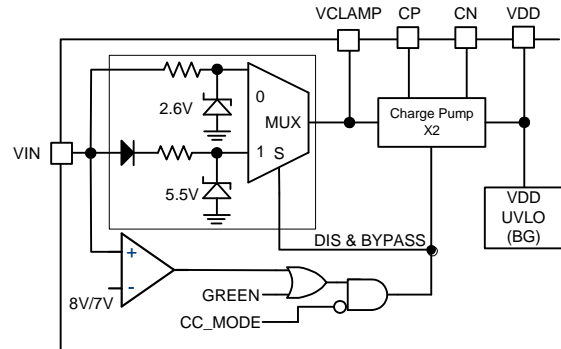 VCLAMP CP CN VDD
0
2.6V
MUX
Charge Pump
X2
VIN
1 S
5.5V
VDD
UVLO
(BG)
DIS & BYPASS
+
-
8V/7V
GREEN
CC_MODE